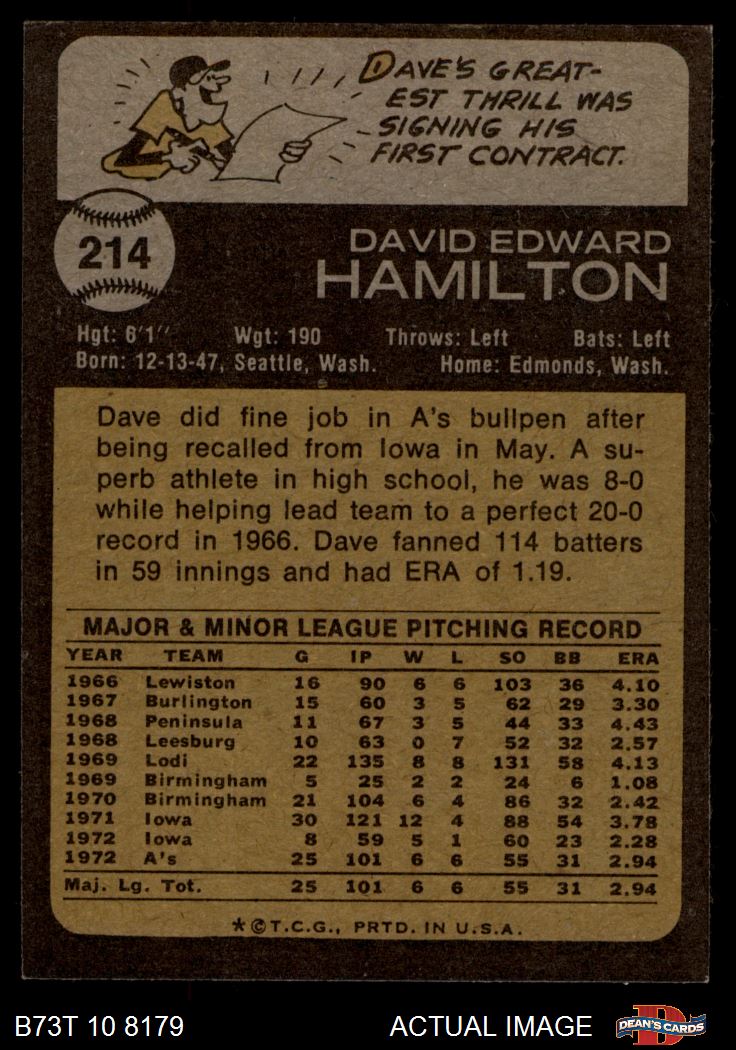 DAVE'S GREAT-
EST THRILL WAS
SIGNING HIS
FIRST CONTRACT.
214
DAVID EDWARD
HAMILTON
Hgt: 6'1" Wgt: 190 Throws: Left Bats: Left
Born: 12-13-47, Seattle, Wash. Home: Edmonds, Wash.
Dave did fine job in A's bullpen after
being recalled from Iowa in May. A su-
perb athlete in high school, he was 8-0
while helping lead team to a perfect 20-0
record in 1966. Dave fanned 114 batters
in 59 innings and had ERA of 1.19.
MAJOR & MINOR LEAGUE PITCHING RECORD
YEAR TEAM G IP W L SO BB ERA
1966 Lewiston 16 90 6 6 103 36 4.10
1967 Burlington 15 60 3 5 62 29 3.30
1968 Peninsula 11 67 3 5 44 33 4.43
1968 Leesburg 10 63 0 7 52 32 2.57
1969 Lodi 22 135 8 8 131 58 4.13
1969 Birmingham 5 25 2 2 24 6 1.08
1970 Birmingham 21 104 6 4 86 32 2.42
1971 Iowa 30 121 12 4 88 54 3.78
1972 Iowa 8 59 5 1 60 23 2.28
1972 A's 25 101 6 6 55 31 2.94
Maj. Lg. Tot. 25 101 6 6 55 31 2.94
*©T.C.G., PRTD. IN U.S.A.
B73T 10 8179 ACTUAL IMAGE D DEAN'S CARDS